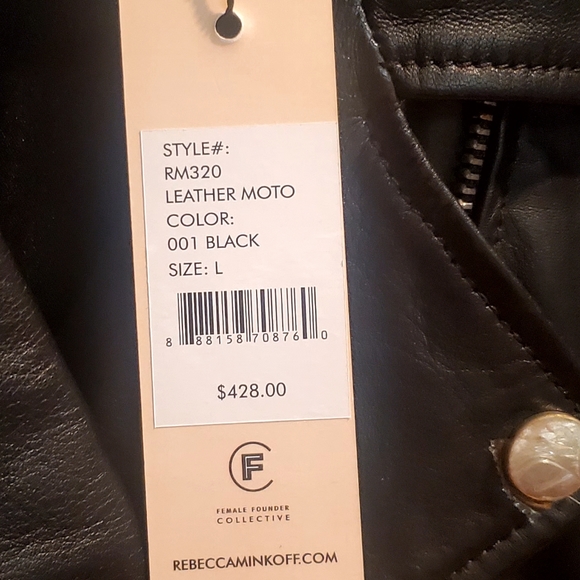 STYLE#:
RM320
LEATHER MOTO
COLOR:
001 BLACK
SIZE: L
8 88158 70876 0
$428.00
F
FEMALE FOUNDER
COLLECTIVE
REBECCAMINKOFF.COM